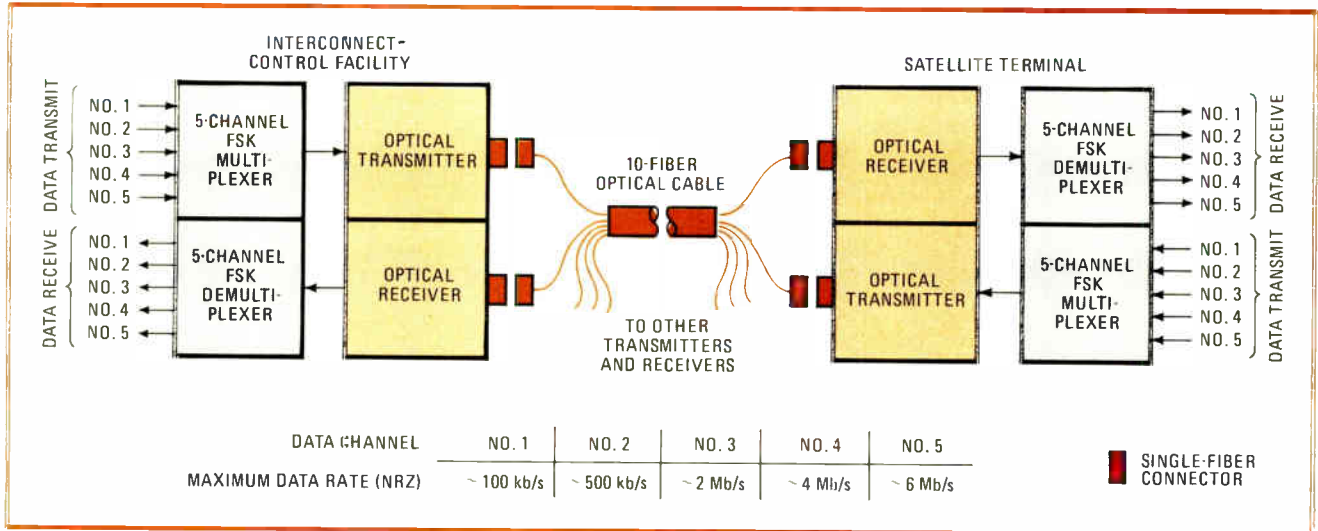 INTERCONNECT-
CONTROL FACILITY
DATA TRANSMIT
NO. 1
NO. 2
NO. 3
NO. 4
NO. 5
5-CHANNEL
FSK
MULTI-
PLEXER
OPTICAL
TRANSMITTER
DATA RECEIVE
NO. 1
NO. 2
NO. 3
NO. 4
NO. 5
5-CHANNEL
FSK
DEMULTI-
PLEXER
OPTICAL
RECEIVER
10-FIBER
OPTICAL CABLE
TO OTHER
TRANSMITTERS
AND RECEIVERS
SATELLITE TERMINAL
OPTICAL
RECEIVER
5-CHANNEL
FSK
DEMULTI-
PLEXER
NO. 1
NO. 2
NO. 3
NO. 4
NO. 5
DATA RECEIVE
OPTICAL
TRANSMITTER
5-CHANNEL
FSK
MULTI-
PLEXER
NO. 1
NO. 2
NO. 3
NO. 4
NO. 5
DATA TRANSMIT
DATA CHANNEL NO. 1 NO. 2 NO. 3 NO. 4 NO. 5
MAXIMUM DATA RATE (NRZ) ~ 100 kb/s ~ 500 kb/s ~ 2 Mb/s ~ 4 Mb/s ~ 6 Mb/s
SINGLE-FIBER
CONNECTOR